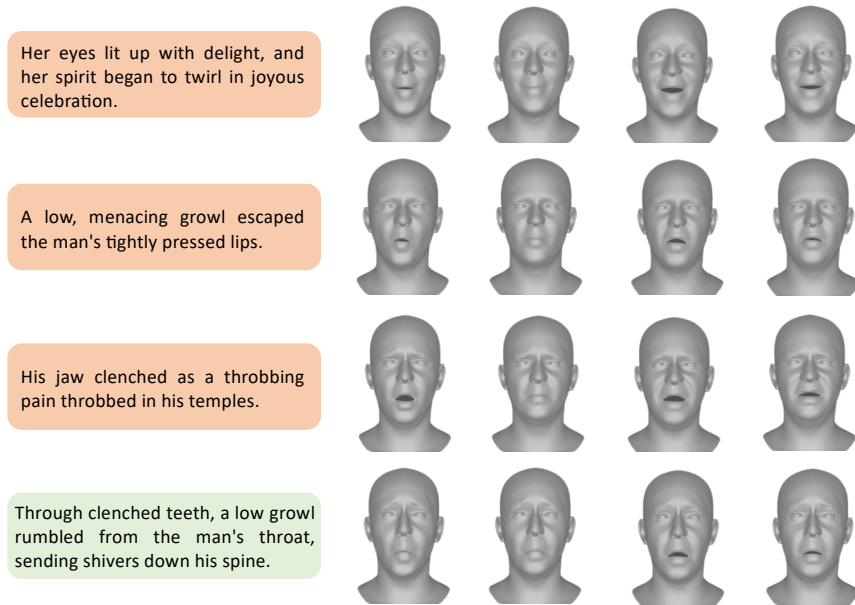 Her eyes lit up with delight, and
her spirit began to twirl in joyous
celebration.
A low, menacing growl escaped
the man's tightly pressed lips.
His jaw clenched as a throbbing
pain throbbed in his temples.
Through clenched teeth, a low growl
rumbled from the man's throat,
sending shivers down his spine.